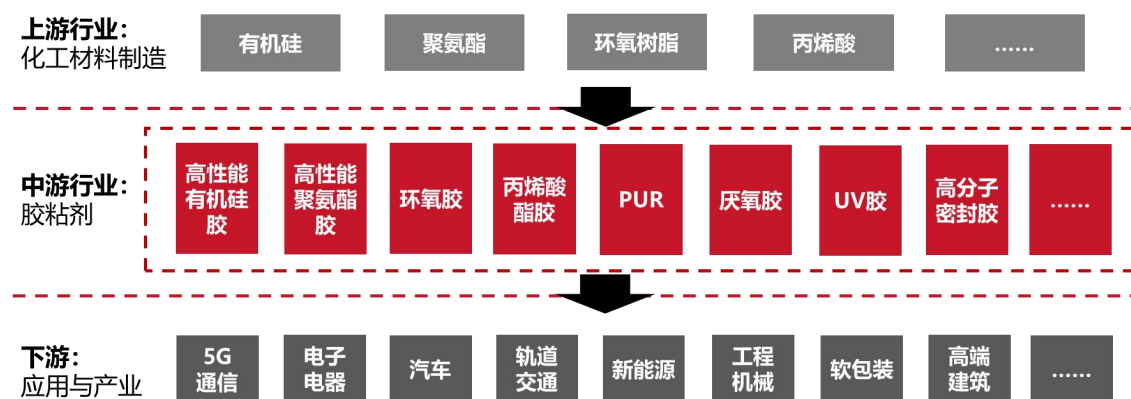 上游行业：
化工材料制造
有机硅
聚氨酯
环氧树脂
丙烯酸
......
中游行业：
胶粘剂
高性能
有机硅
胶
高性能
聚氨酯
胶
环氧胶
丙烯酸
酯胶
PUR
厌氧胶
UV胶
高分子
密封胶
......
下游：
应用与产业
5G
通信
电子
电器
汽车
轨道
交通
新能源
工程
机械
软包装
高端
建筑
......